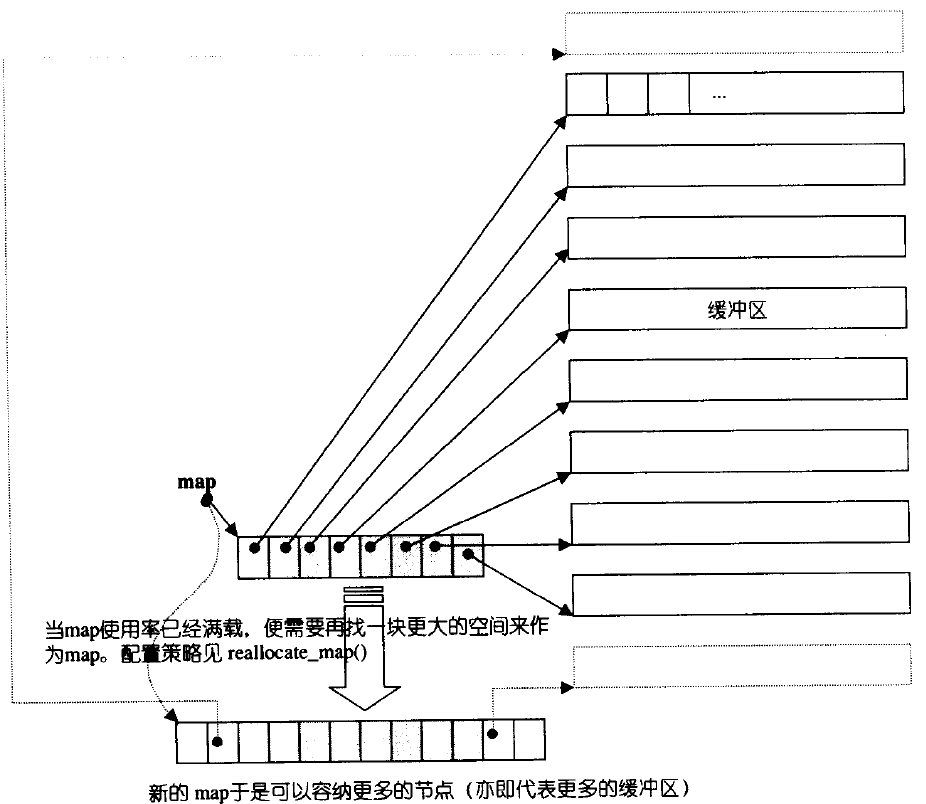 ...
缓冲区
map
当map使用率已经满载，便需要再找一块更大的空间来作
为map。配置策略见 reallocate_map()
新的 map于是可以容纳更多的节点（亦即代表更多的缓冲区）